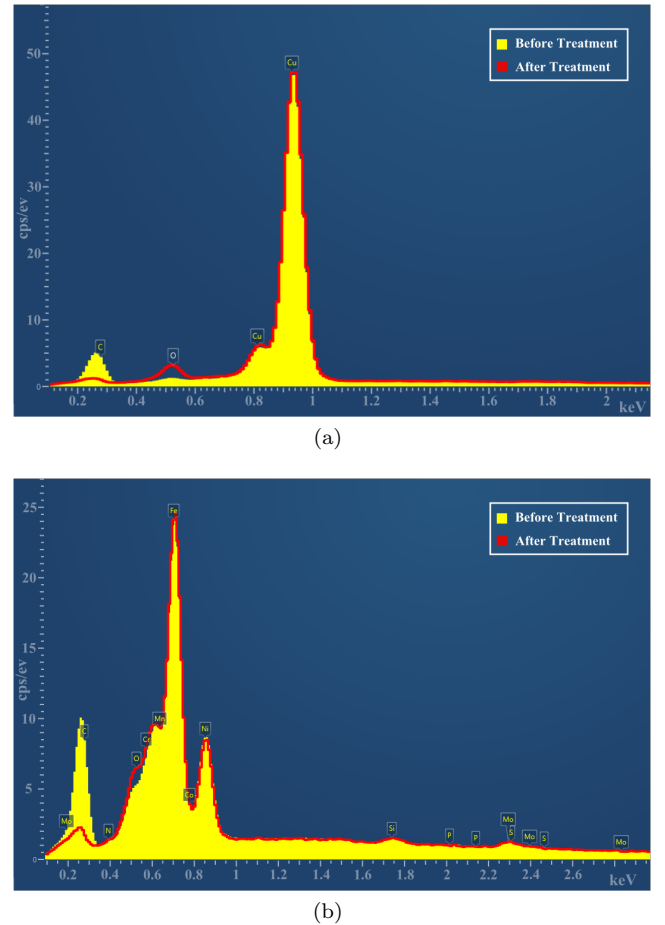 Before Treatment
After Treatment
50
40
30
20
10
0
cps/ev
Cu
Cu
C
O
0.2 0.4 0.6 0.8 1 1.2 1.4 1.6 1.8 2
keV
(a)
Before Treatment
After Treatment
25
20
15
10
5
0
cps/ev
Fe
C
Mn
Ni
Cr
O
Co
Mo
N
Si
P
P
Mo
S
Mo
S
Mo
0.2 0.4 0.6 0.8 1 1.2 1.4 1.6 1.8 2 2.2 2.4 2.6
keV
(b)